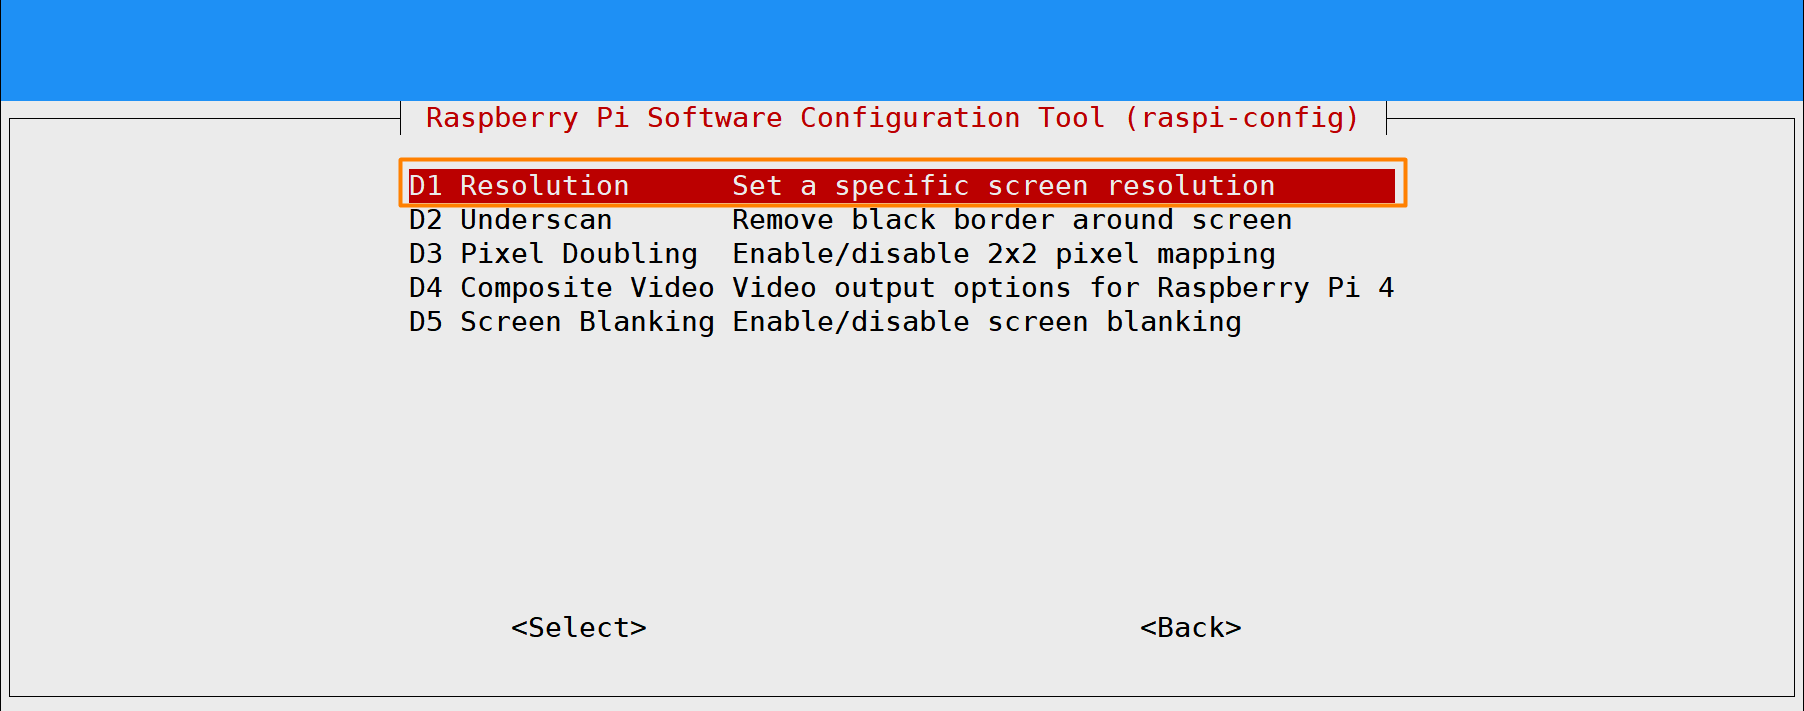 Raspberry Pi Software Configuration Tool (raspi-config)
D1 Resolution Set a specific screen resolution
D2 Underscan Remove black border around screen
D3 Pixel Doubling Enable/disable 2x2 pixel mapping
D4 Composite Video Video output options for Raspberry Pi 4
D5 Screen Blanking Enable/disable screen blanking
<Select> <Back>